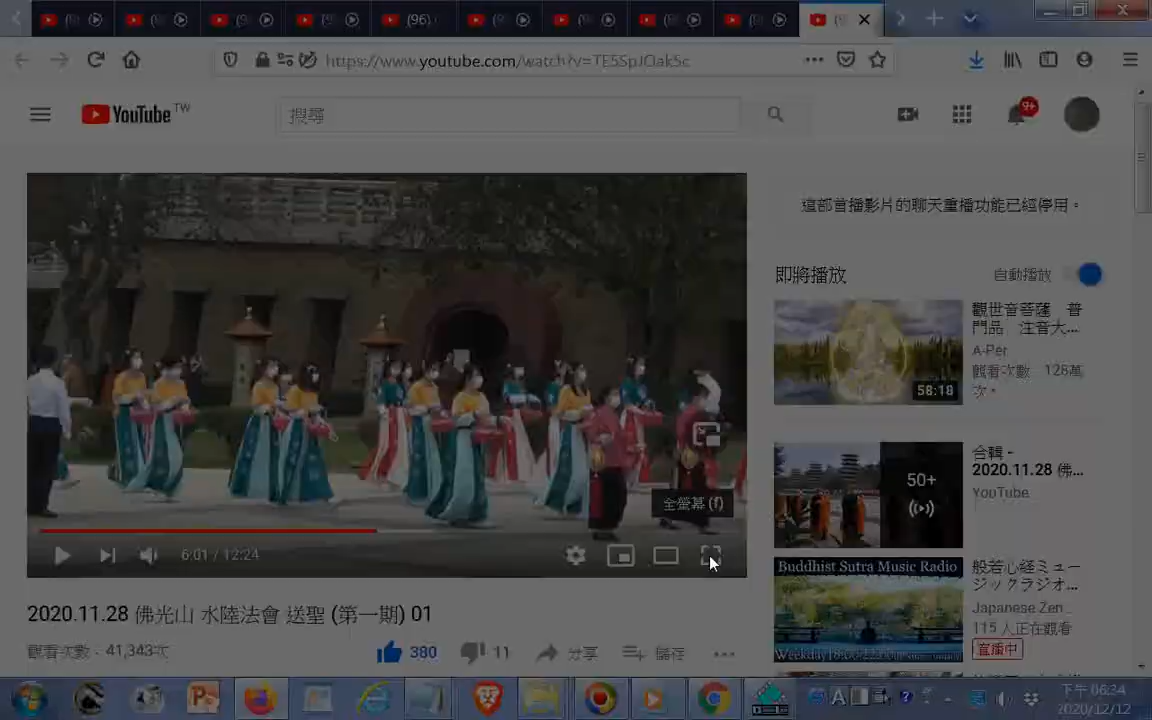 (96)
https://www.youtube.com/watch?v=TE5SpJOak5c
YouTube TW
搜尋
9+
這部首播影片的聊天重播功能已經停用。
即將播放
自動播放
觀世音菩薩 普
門品 注音大...
A-Per
觀看次數：128萬
次・
58:18
合輯 -
2020.11.28 佛...
YouTube
50+
Buddhist Sutra Music Radio
般若心経ミュー
ジックラジオ...
Japanese Zen...
115 人正在觀看
直播中
全螢幕 (f)
6:01 / 12:24
2020.11.28 佛光山 水陸法會 送聖 (第一期) 01
觀看次數：41,343次
380
11
分享
儲存
A
下午 06:34
2020/12/12